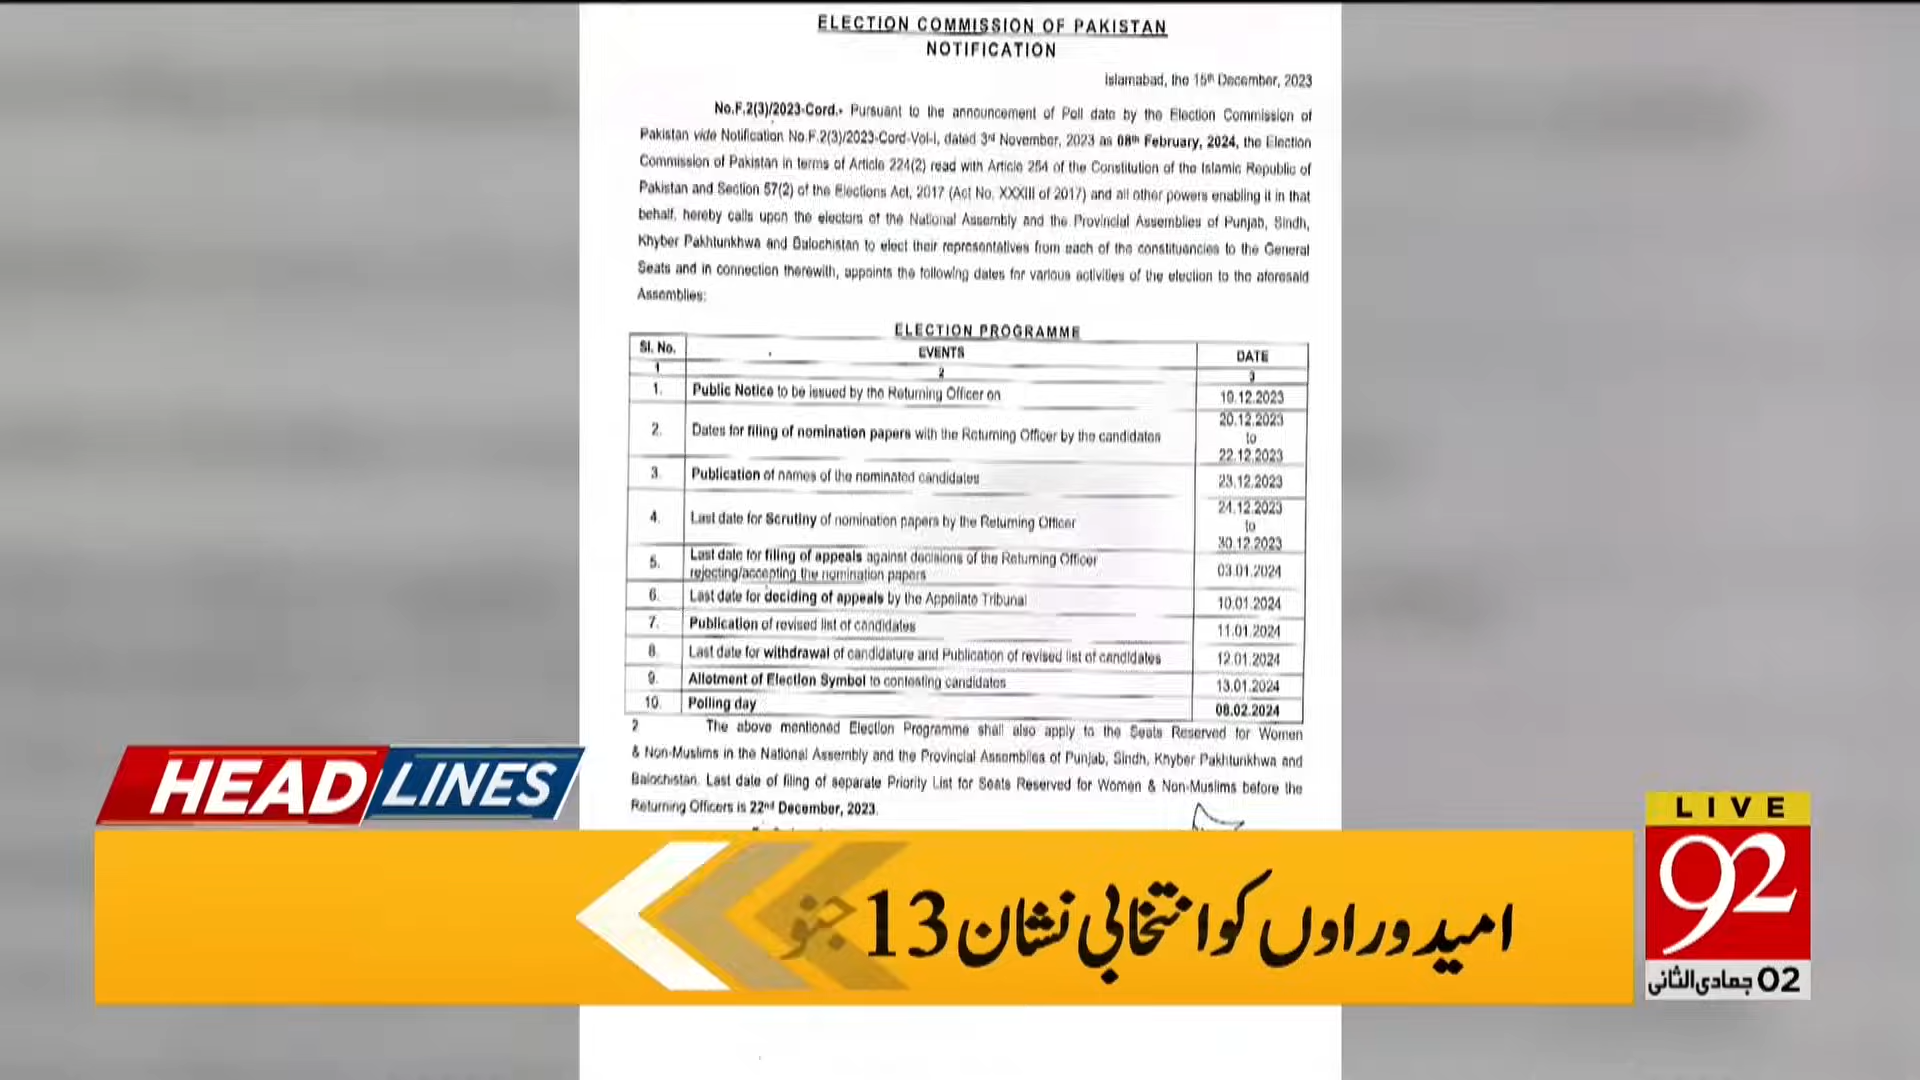 ELECTION COMMISSION OF PAKISTAN
NOTIFICATION
Islamabad, the 15th December, 2023
No.F.2(3)/2023-Cord.- Pursuant to the announcement of Poll date by the Election Commission of
Pakistan vide Notification No.F.2(3)/2023-Cord-Vol-I, dated 3rd November, 2023 as 08th February, 2024, the Election
Commission of Pakistan in terms of Article 224(2) read with Article 254 of the Constitution of the Islamic Republic of
Pakistan and Section 57(2) of the Elections Act, 2017 (Act No. XXXIII of 2017) and all other powers enabling it in that
behalf, hereby calls upon the electors of the National Assembly and the Provincial Assemblies of Punjab, Sindh,
Khyber Pakhtunkhwa and Balochistan to elect their representatives from each of the constituencies to the General
Seats and in connection therewith, appoints the following dates for various activities of the election to the aforesaid
Assemblies:
ELECTION PROGRAMME
Sl. No. EVENTS DATE
1 2 3
1. Public Notice to be issued by the Returning Officer on 19.12.2023
2. Dates for filing of nomination papers with the Returning Officer by the candidates 20.12.2023
to
22.12.2023
3. Publication of names of the nominated candidates 23.12.2023
4. Last date for Scrutiny of nomination papers by the Returning Officer 24.12.2023
to
30.12.2023
5. Last date for filing of appeals against decisions of the Returning Officer
rejecting/accepting the nomination papers 03.01.2024
6. Last date for deciding of appeals by the Appellate Tribunal 10.01.2024
7. Publication of revised list of candidates 11.01.2024
8. Last date for withdrawal of candidature and Publication of revised list of candidates 12.01.2024
9. Allotment of Election Symbol to contesting candidates 13.01.2024
10. Polling day 08.02.2024
2 The above mentioned Election Programme shall also apply to the Seats Reserved for Women
& Non-Muslims in the National Assembly and the Provincial Assemblies of Punjab, Sindh, Khyber Pakhtunkhwa and
Balochistan. Last date of filing of separate Priority List for Seats Reserved for Women & Non-Muslims before the
Returning Officers is 22nd December, 2023.
HEADLINES
امیدوراوں کو انتخابی نشان 13 جنو
LIVE
92
02 جمادی الثانی